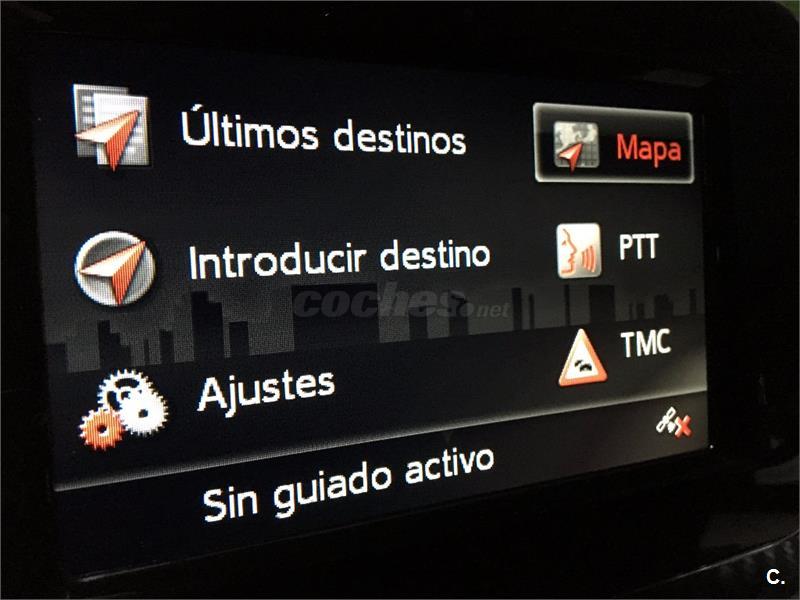 Últimos destinos
Mapa
Introducir destino
PTT
coches.net
Ajustes
TMC
Sin guiado activo
C.